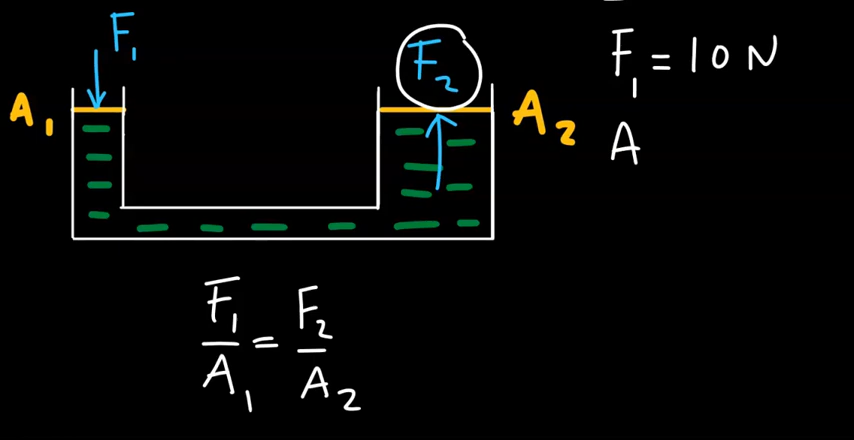 F₁
F₂
A₁
A₂
F₁ = 10 N
A
F₁/A₁ = F₂/A₂